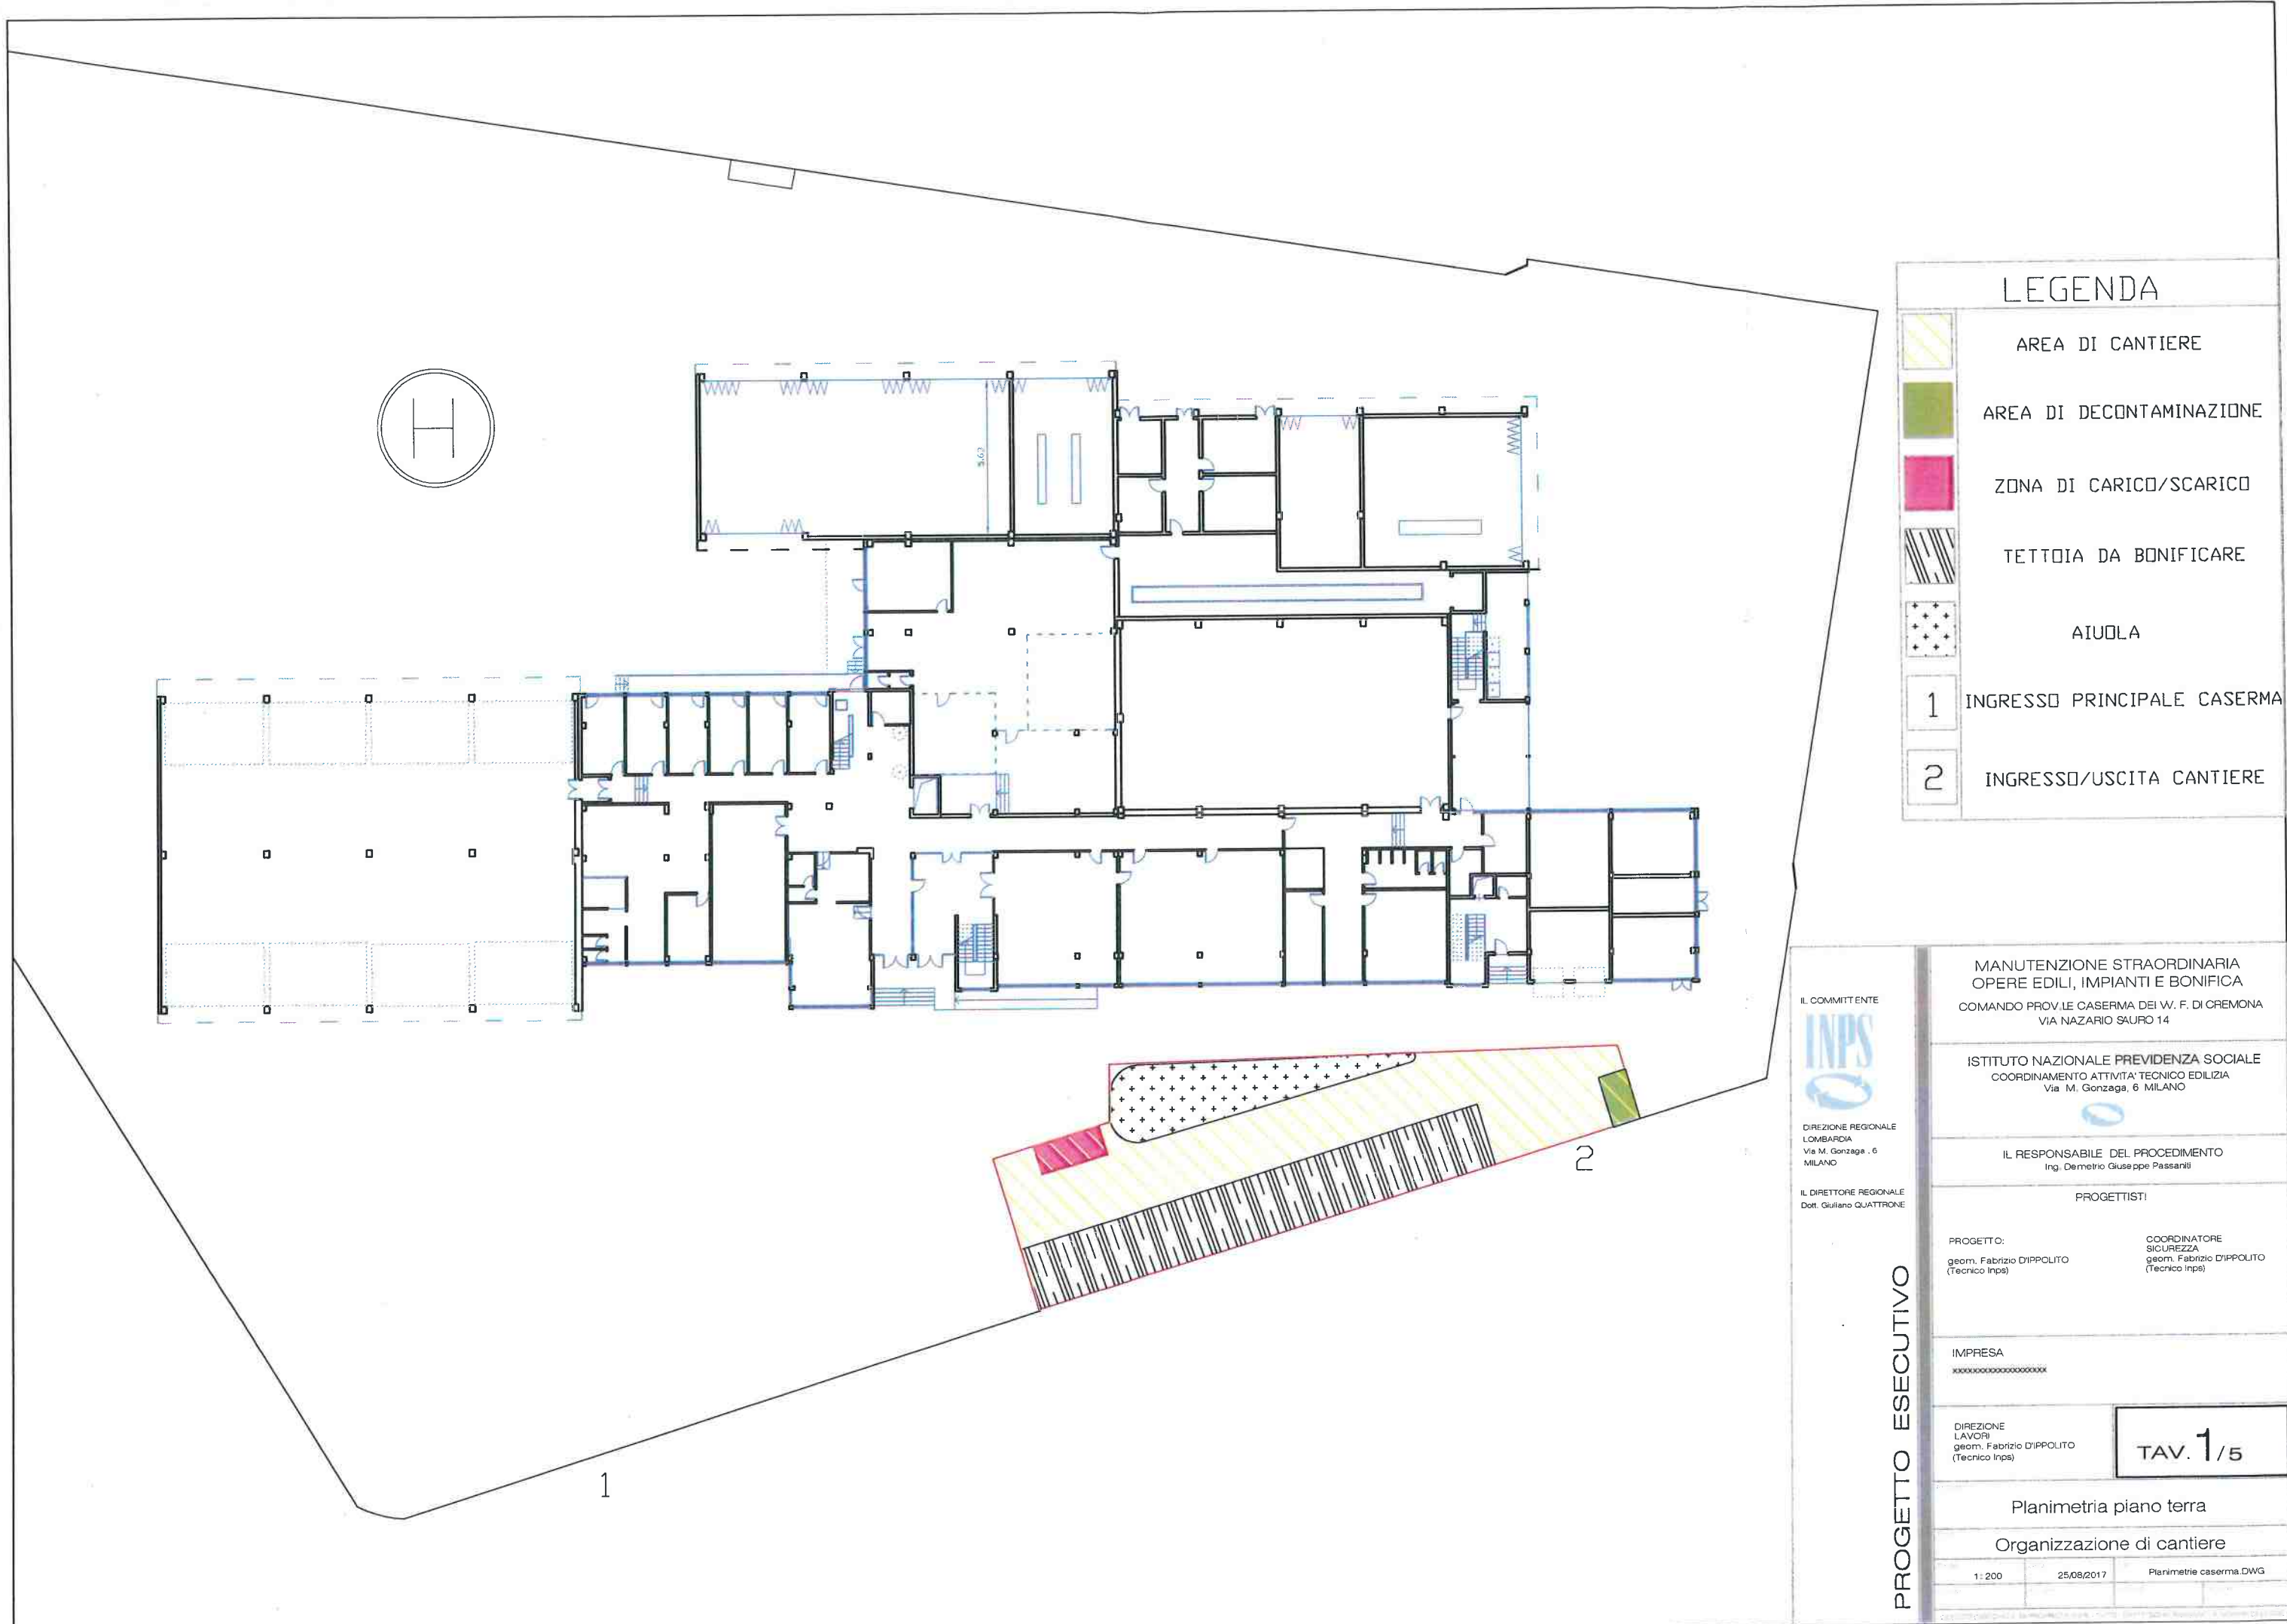 H
5.62
LEGENDA
AREA DI CANTIERE
AREA DI DECONTAMINAZIONE
ZONA DI CARICO/SCARICO
TETTOIA DA BONIFICARE
AIUOLA
1
INGRESSO PRINCIPALE CASERMA
2
INGRESSO/USCITA CANTIERE
2
1
IL COMMITTENTE
INPS
DIREZIONE REGIONALE
LOMBARDIA
Via M. Gonzaga , 6
MILANO
IL DIRETTORE REGIONALE
Dott. Giuliano QUATTRONE
PROGETTO ESECUTIVO
MANUTENZIONE STRAORDINARIA
OPERE EDILI, IMPIANTI E BONIFICA
COMANDO PROV.LE CASERMA DEI W. F. DI CREMONA
VIA NAZARIO SAURO 14
ISTITUTO NAZIONALE PREVIDENZA SOCIALE
COORDINAMENTO ATTIVITA' TECNICO EDILIZIA
Via M. Gonzaga, 6 MILANO
IL RESPONSABILE DEL PROCEDIMENTO
Ing. Demetrio Giuseppe Passaniti
PROGETTISTI
PROGETTO:
geom. Fabrizio D'IPPOLITO
(Tecnico Inps)
COORDINATORE
SICUREZZA
geom. Fabrizio D'IPPOLITO
(Tecnico Inps)
IMPRESA
xxxxxxxxxxxxxxxxxxx
DIREZIONE
LAVORI
geom. Fabrizio D'IPPOLITO
(Tecnico Inps)
TAV. 1/5
Planimetria piano terra
Organizzazione di cantiere
1: 200
25/08/2017
Planimetrie caserma.DWG